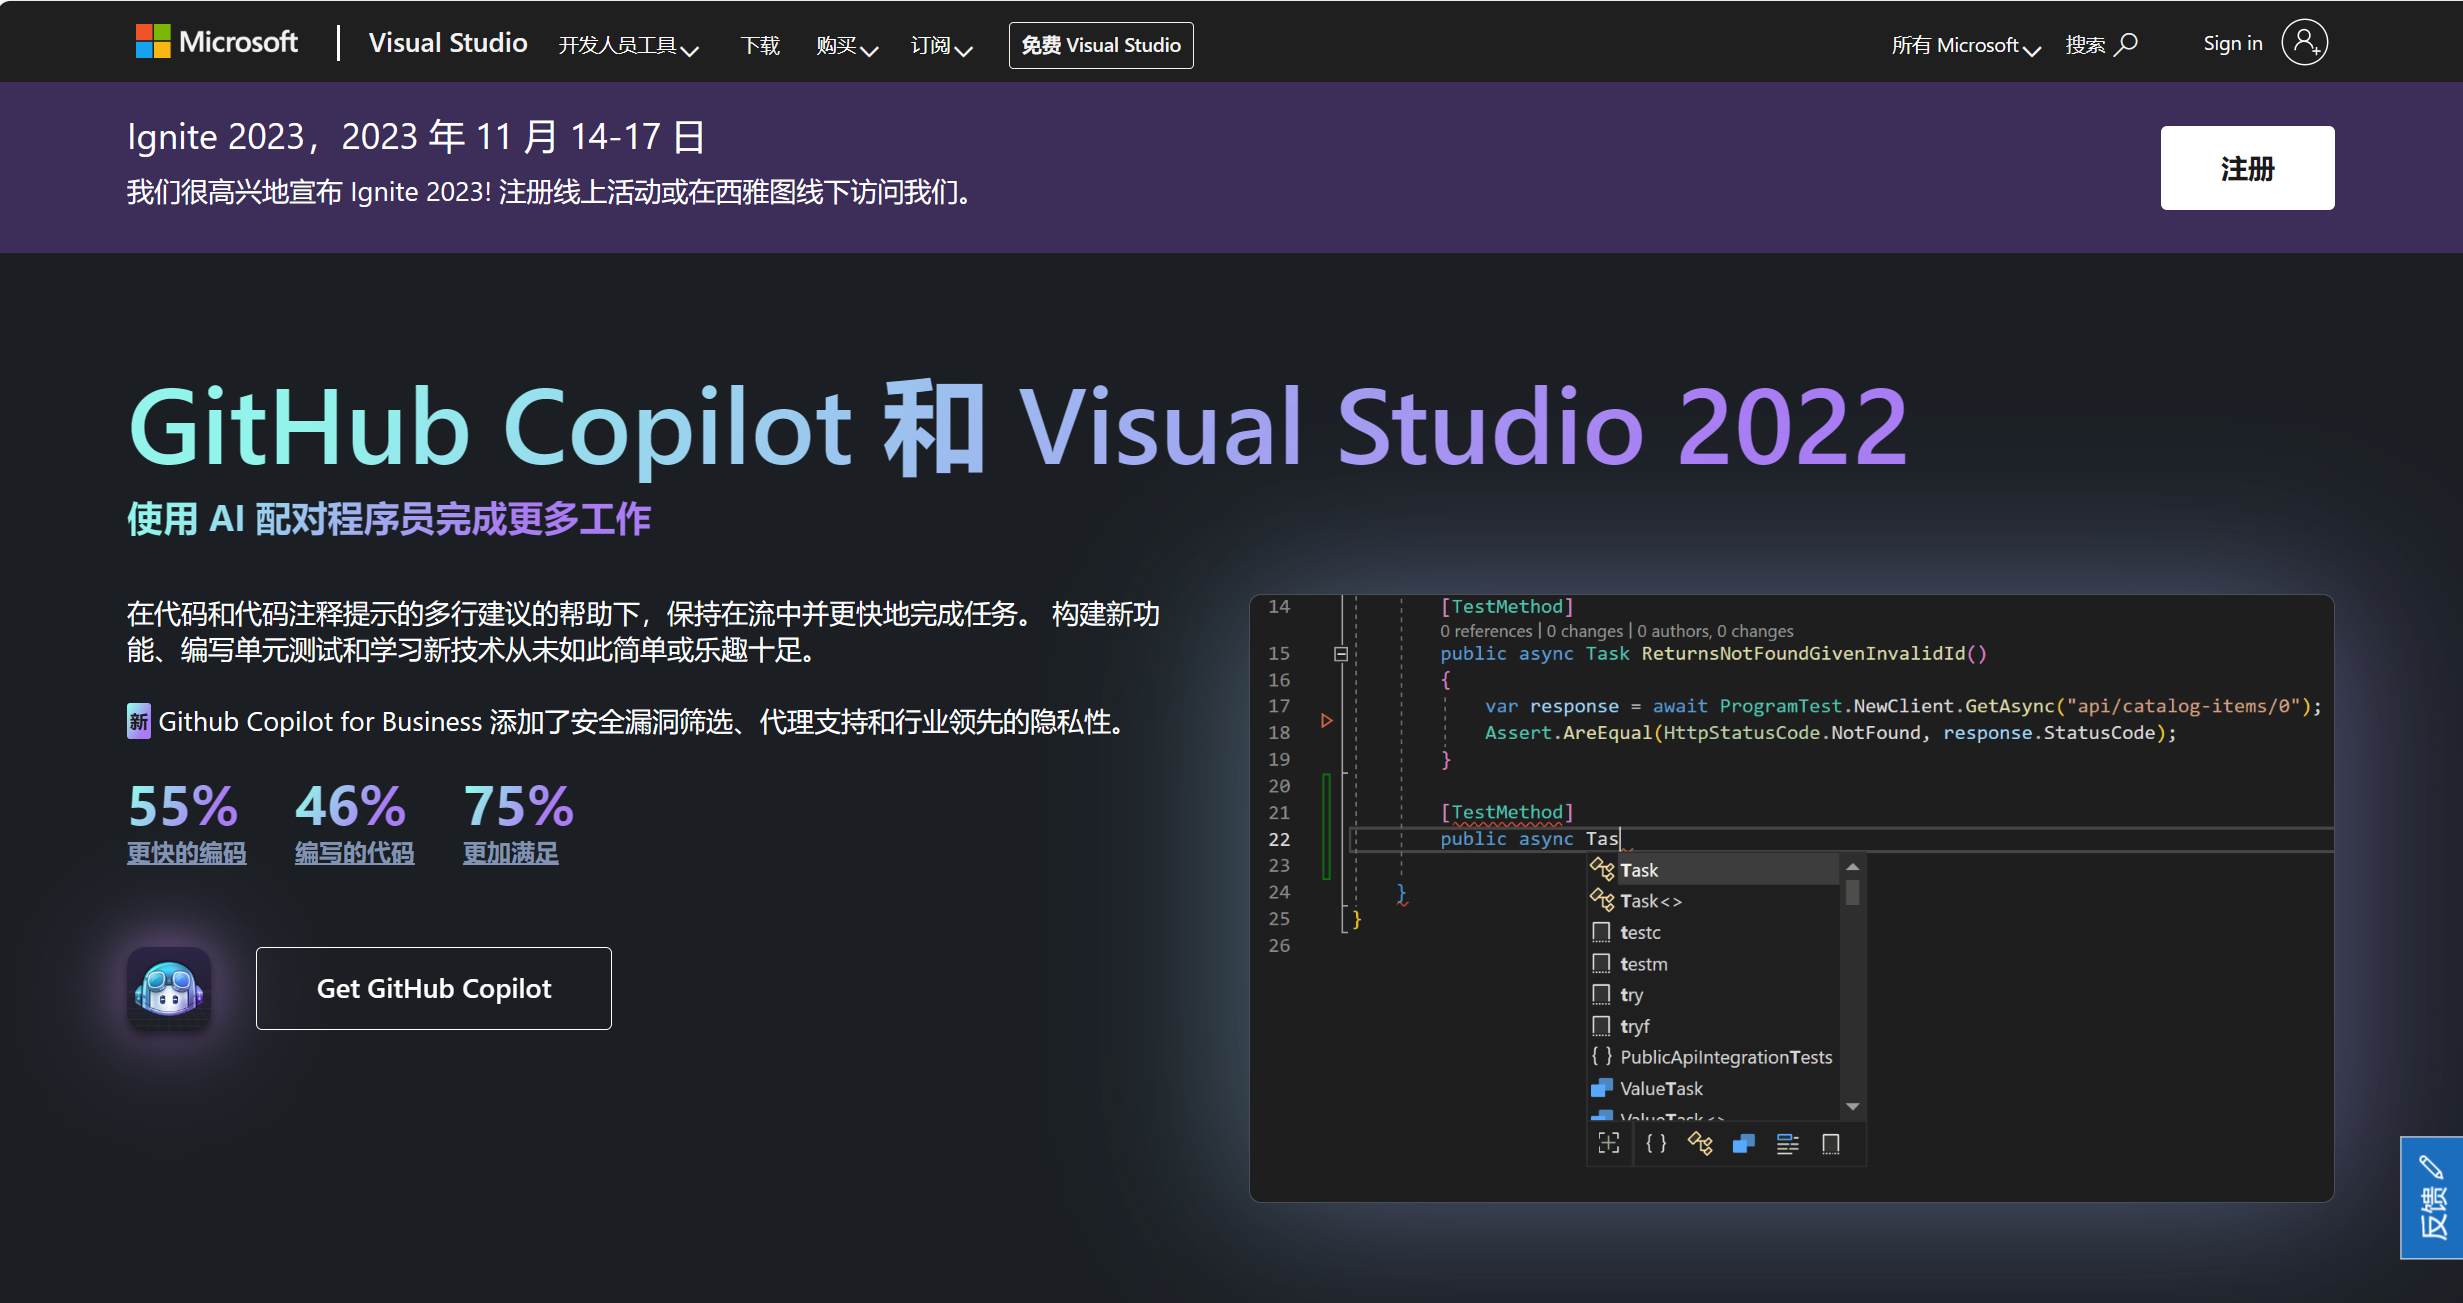 Microsoft | Visual Studio 开发人员工具 下载 购买 订阅 免费 Visual Studio 所有 Microsoft 搜索 Sign in
Ignite 2023，2023 年 11 月 14-17 日
我们很高兴地宣布 Ignite 2023! 注册线上活动或在西雅图线下访问我们。
注册
GitHub Copilot 和 Visual Studio 2022
使用 AI 配对程序员完成更多工作
在代码和代码注释提示的多行建议的帮助下，保持在流中并更快地完成任务。 构建新功
能、编写单元测试和学习新技术从未如此简单或乐趣十足。
新 Github Copilot for Business 添加了安全漏洞筛选、代理支持和行业领先的隐私性。
55% 46% 75%
更快的编码 编写的代码 更加满足
Get GitHub Copilot
14 [TestMethod]
0 references | 0 changes | 0 authors, 0 changes
15 public async Task ReturnsNotFoundGivenInvalidId()
16 {
17 var response = await ProgramTest.NewClient.GetAsync("api/catalog-items/0");
18 Assert.AreEqual(HttpStatusCode.NotFound, response.StatusCode);
19 }
20
21 [TestMethod]
22 public async Tas
23
24 }
25 }
26
Task
Task<>
testc
testm
try
tryf
{ } PublicApiIntegrationTests
ValueTask
ValueTask<>
{ }
反馈